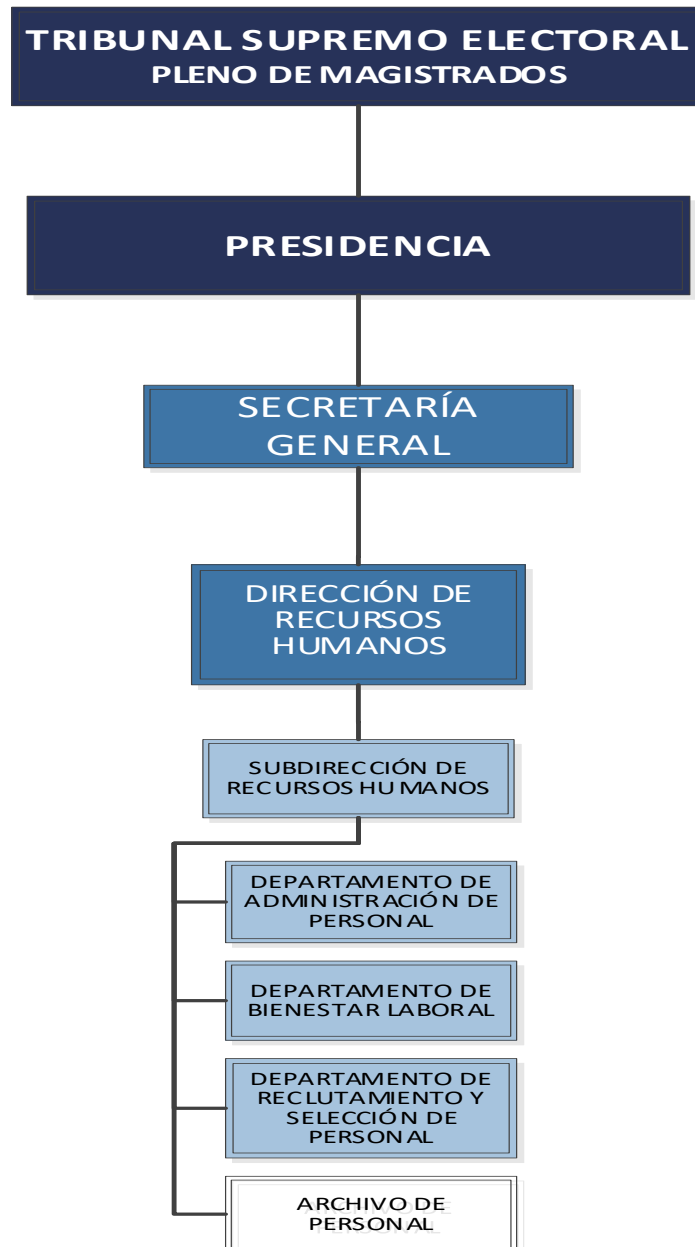 TRIBUNAL SUPREMO ELECTORAL
PLENO DE MAGISTRADOS
PRESIDENCIA
SECRETARÍA
GENERAL
DIRECCIÓN DE
RECURSOS
HUMANOS
SUBDIRECCIÓN DE
RECURSOS HUMANOS
DEPARTAMENTO DE
ADMINISTRACIÓN DE
PERSONAL
DEPARTAMENTO DE
BIENESTAR LABORAL
DEPARTAMENTO DE
RECLUTAMIENTO Y
SELECCIÓN DE
PERSONAL
ARCHIVO DE
PERSONAL